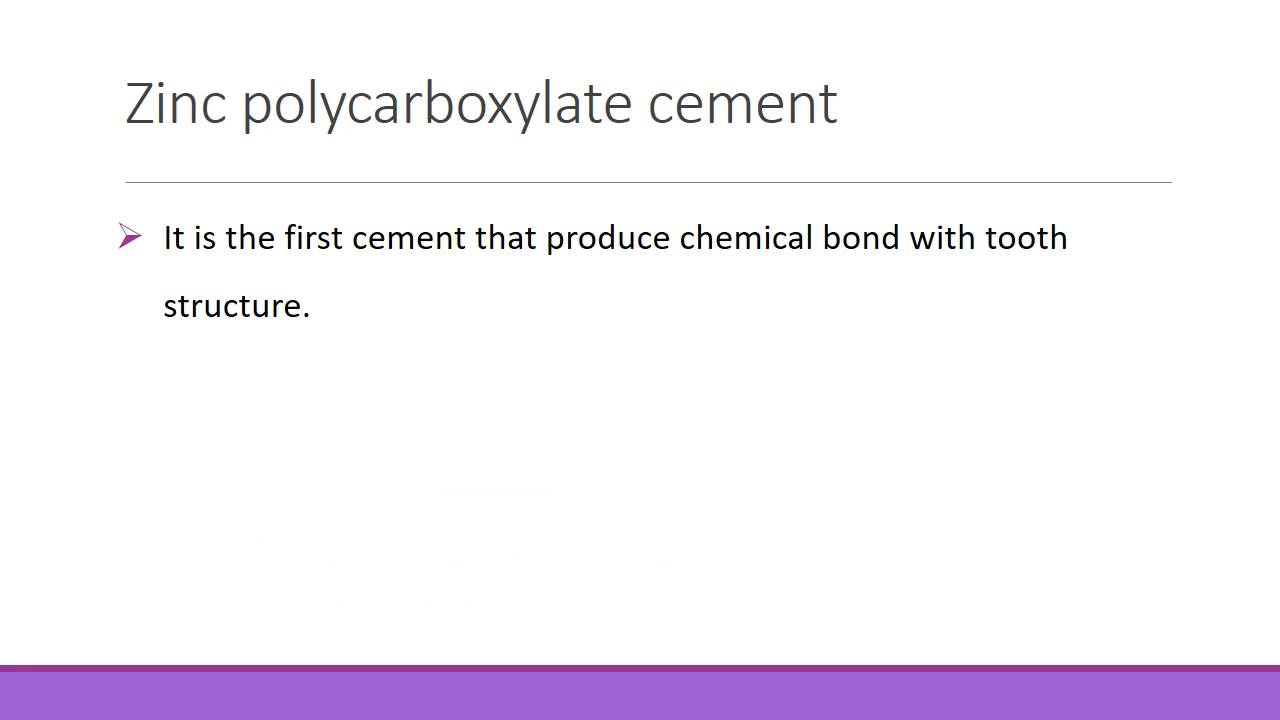 Zinc polycarboxylate cement
It is the first cement that produce chemical bond with tooth
structure.